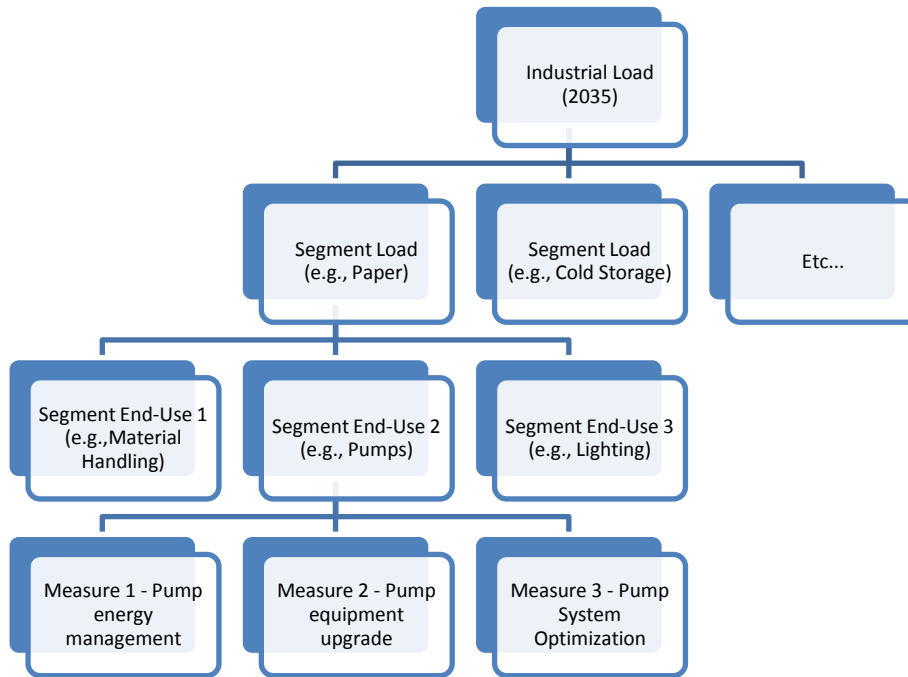 Industrial Load
(2035)
Segment Load
(e.g., Paper)
Segment Load
(e.g., Cold Storage)
Etc...
Segment End-Use 1
(e.g.,Material
Handling)
Segment End-Use 2
(e.g., Pumps)
Segment End-Use 3
(e.g., Lighting)
Measure 1 - Pump
energy
management
Measure 2 - Pump
equipment
upgrade
Measure 3 - Pump
System
Optimization